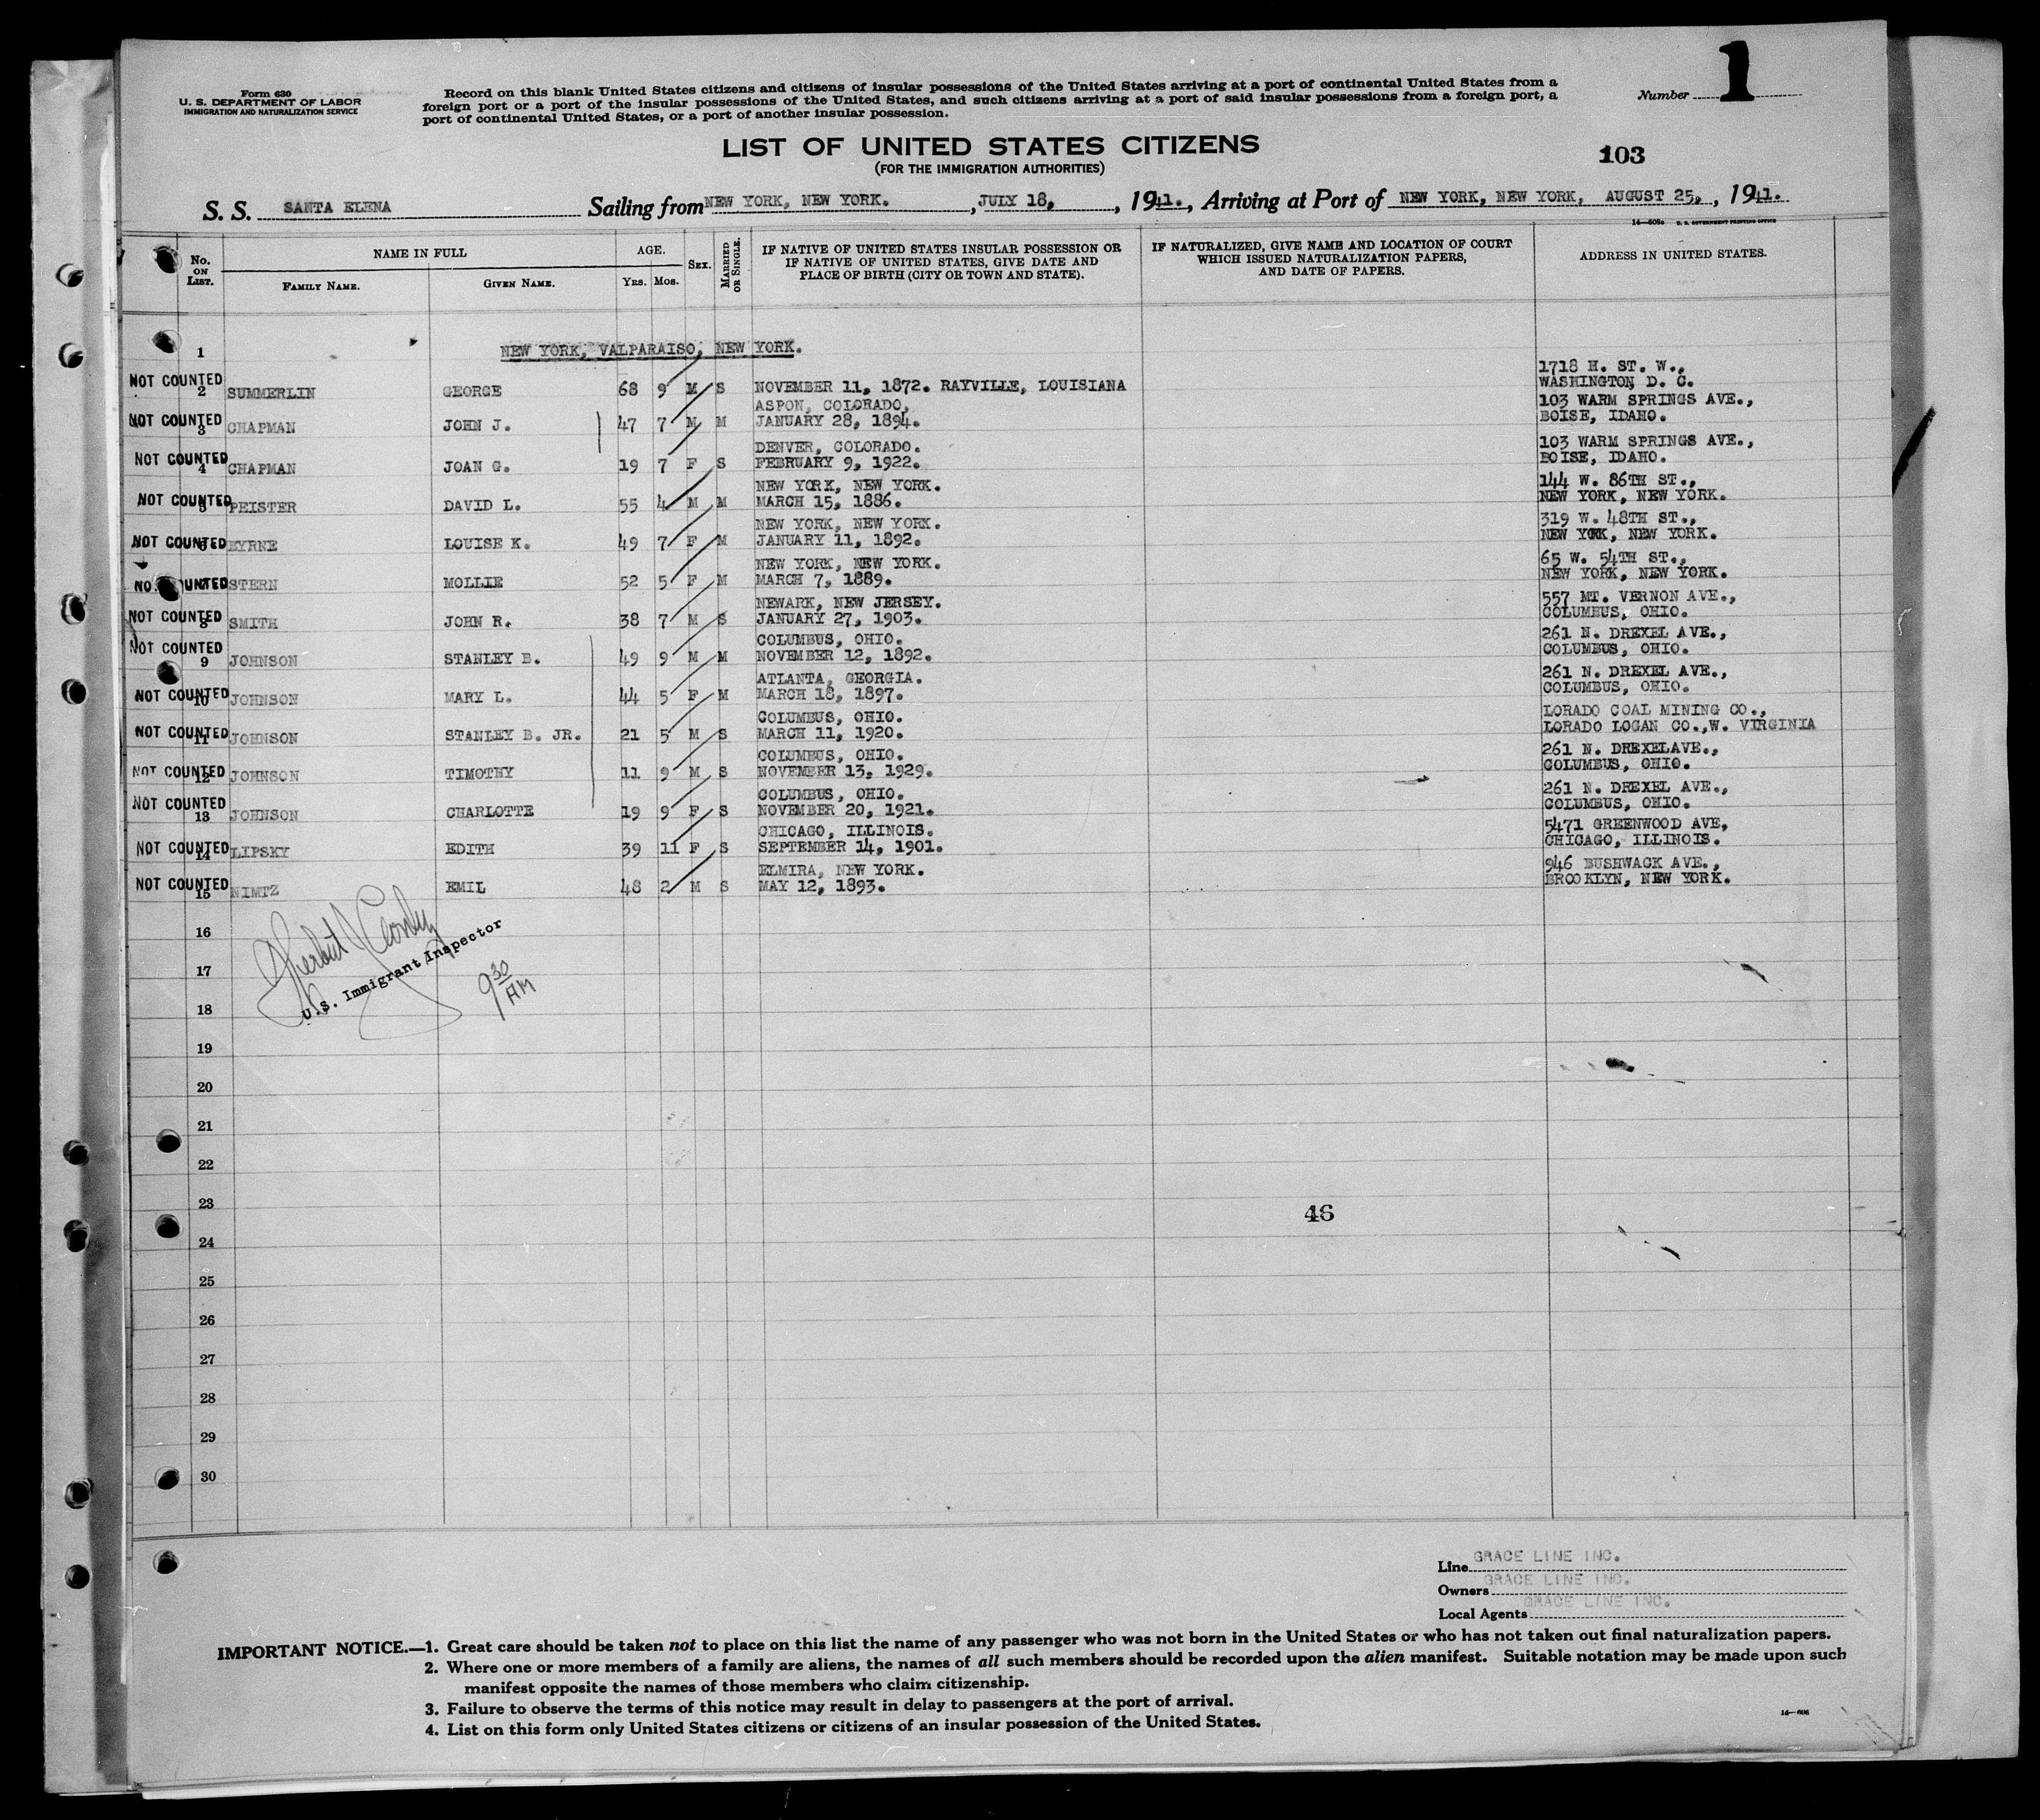 Form 630
U. S. DEPARTMENT OF LABOR
IMMIGRATION AND NATURALIZATION SERVICE
Record on this blank United States citizens and citizens of insular possessions of the United States arriving at a port of continental United States from a
foreign port or a port of the insular possessions of the United States, and such citizens arriving at a port of said insular possessions from a foreign port, a
port of continental United States, or a port of another insular possession.
Number 1
LIST OF UNITED STATES CITIZENS
(FOR THE IMMIGRATION AUTHORITIES)
103
S. S. SANTA ELENA Sailing from NEW YORK, NEW YORK. , JULY 18, , 1941. , Arriving at Port of NEW YORK, NEW YORK, AUGUST 25, , 1941.
14—608a U. S. GOVERNMENT PRINTING OFFICE
No. ON LIST. NAME IN FULL FAMILY NAME. GIVEN NAME. AGE. YRS. MOS. SEX. MARRIED OR SINGLE. IF NATIVE OF UNITED STATES INSULAR POSSESSION OR IF NATIVE OF UNITED STATES, GIVE DATE AND PLACE OF BIRTH (CITY OR TOWN AND STATE). IF NATURALIZED, GIVE NAME AND LOCATION OF COURT WHICH ISSUED NATURALIZATION PAPERS, AND DATE OF PAPERS. ADDRESS IN UNITED STATES.
1 NEW YORK, VALPARAISO, NEW YORK.
1718 H. ST. W.,
NOT COUNTED 2 SUMMERLIN GEORGE 68 9 M S NOVEMBER 11, 1872. RAYVILLE, LOUISIANA WASHINGTON D. C.
ASPON, COLORADO, 103 WARM SPRINGS AVE.,
NOT COUNTED 3 CHAPMAN JOHN J. 47 7 M M JANUARY 28, 1894. BOISE, IDAHO.
DENVER, COLORADO. 103 WARM SPRINGS AVE.,
NOT COUNTED 4 CHAPMAN JOAN G. 19 7 F S FEBRUARY 9, 1922. BOISE, IDAHO.
NEW YORK, NEW YORK. 144 W. 86TH ST.,
NOT COUNTED 5 PEISTER DAVID L. 55 4 M M MARCH 15, 1886. NEW YORK, NEW YORK.
NEW YORK, NEW YORK. 319 W. 48TH ST.,
NOT COUNTED 6 BYRNE LOUISE K. 49 7 F M JANUARY 11, 1892. NEW YORK, NEW YORK.
NEW YORK, NEW YORK. 65 W. 54TH ST.,
NO UNTED STERN MOLLIE 52 5 F M MARCH 7, 1889. NEW YORK, NEW YORK.
NEWARK, NEW JERSEY. 557 MT. VERNON AVE.,
NOT COUNTED 8 SMITH JOHN R. 38 7 M S JANUARY 27, 1903. COLUMBUS, OHIO.
COLUMBUS, OHIO. 261 N. DREXEL AVE.,
NOT COUNTED 9 JOHNSON STANLEY B. 49 9 M M NOVEMBER 12, 1892. COLUMBUS, OHIO.
ATLANTA, GEORGIA. 261 N. DREXEL AVE.,
NOT COUNTED 10 JOHNSON MARY L. 44 5 F M MARCH 18, 1897. COLUMBUS, OHIO.
COLUMBUS, OHIO. LORADO COAL MINING CO.,
NOT COUNTED 11 JOHNSON STANLEY B. JR. 21 5 M S MARCH 11, 1920. LORADO LOGAN CO.,W. VIRGINIA
COLUMBUS, OHIO. 261 N. DREXELAVE.,
NOT COUNTED 12 JOHNSON TIMOTHY 11 9 M S NOVEMBER 13, 1929. COLUMBUS, OHIO.
COLUMBUS, OHIO. 261 N. DREXEL AVE.,
NOT COUNTED 13 JOHNSON CHARLOTTE 19 9 F S NOVEMBER 20, 1921. COLUMBUS, OHIO.
CHICAGO, ILLINOIS. 5471 GREENWOOD AVE,
NOT COUNTED 14 LIPSKY EDITH 39 11 F S SEPTEMBER 14, 1901. CHICAGO, ILLINOIS.
ELMIRA, NEW YORK. 946 BUSHWACK AVE.,
NOT COUNTED 15 NIMTZ EMIL 48 2 M S MAY 12, 1893. BROOKLYN, NEW YORK.
16
U. S. Immigrant Inspector
17
9 30 AM
18
19
20
21
22
23
46
24
25
26
27
28
29
30
Line GRACE LINE INC.
Owners GRACE LINE INC.
Local Agents GRACE LINE INC.
IMPORTANT NOTICE.—1. Great care should be taken not to place on this list the name of any passenger who was not born in the United States or who has not taken out final naturalization papers.
2. Where one or more members of a family are aliens, the names of all such members should be recorded upon the alien manifest. Suitable notation may be made upon such
manifest opposite the names of those members who claim citizenship.
3. Failure to observe the terms of this notice may result in delay to passengers at the port of arrival.
4. List on this form only United States citizens or citizens of an insular possession of the United States.